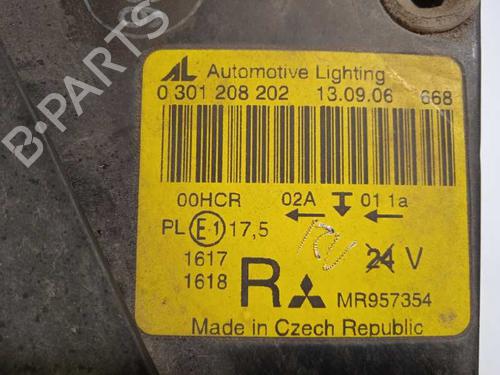 AL Automotive Lighting
0 301 208 202 13.09.06 668
00HCR 02A 01 1a
PL E1 17,5
1617 24 V
1618 R MR957354
Made in Czech Republic
B-PARTS